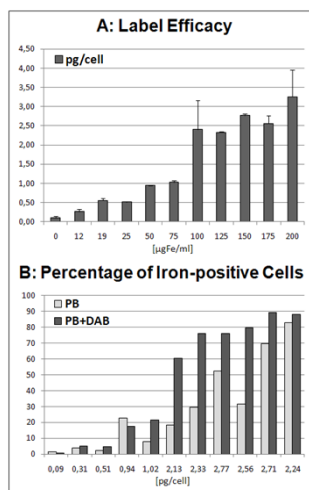 A: Label Efficacy
pg/cell
4,50
4,00
3,50
3,00
2,50
2,00
1,50
1,00
0,50
0,00
0 12 19 25 50 75 100 125 150 175 200
[µgFe/ml]
B: Percentage of Iron-positive Cells
PB
PB+DAB
100
90
80
70
60
50
40
30
20
10
0
0,09 0,31 0,51 0,94 1,02 2,13 2,33 2,77 2,56 2,71 2,24
[pg/cell]